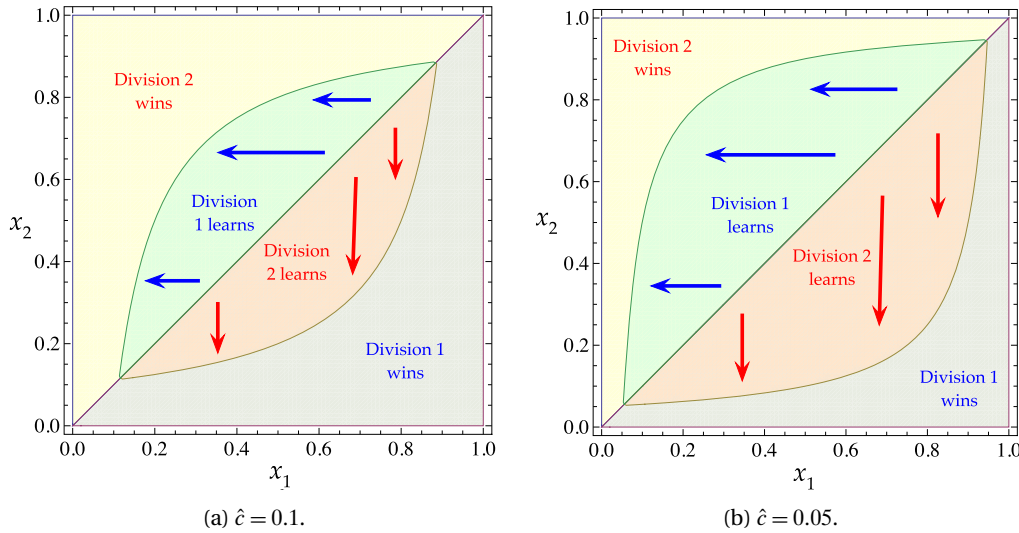 1.0
0.8
0.6
0.4
0.2
0.0
x2
Division 2
wins
Division
1 learns
Division
2 learns
Division 1
wins
0.0 0.2 0.4 0.6 0.8 1.0
x1
(a) ĉ = 0.1.
1.0
0.8
0.6
0.4
0.2
0.0
x2
Division 2
wins
Division 1
learns
Division 2
learns
Division 1
wins
0.0 0.2 0.4 0.6 0.8 1.0
x1
(b) ĉ = 0.05.